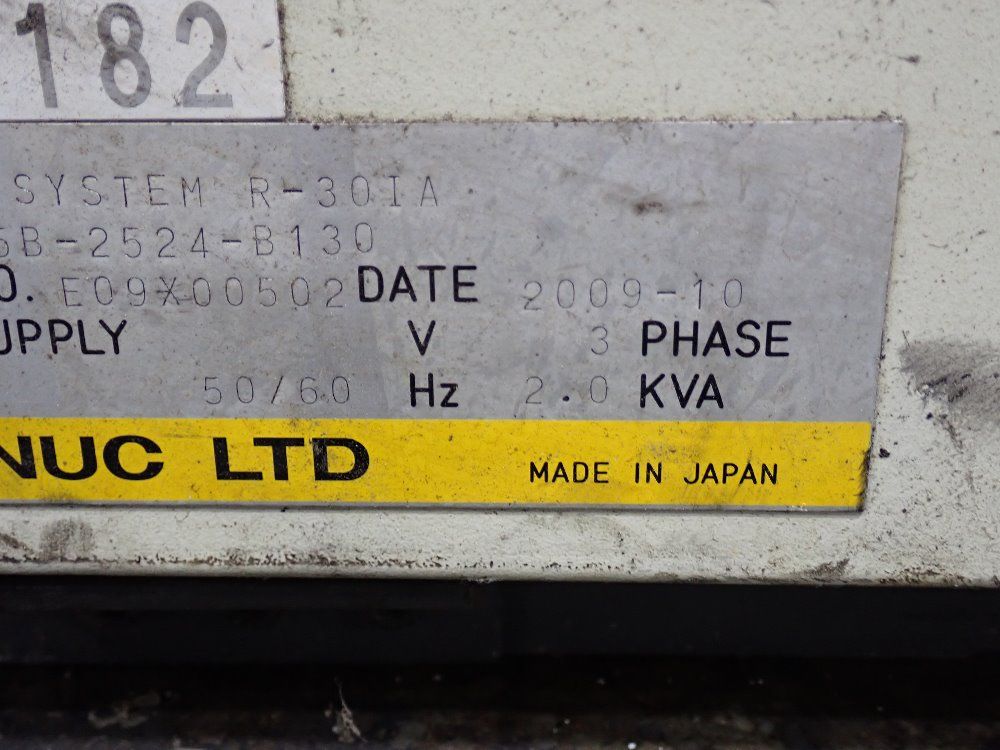 182
SYSTEM R-30IA
5B-2524-B130
O. E09X00502 DATE 2009-10
UPPLY V 3 PHASE
50/60 Hz 2.0 KVA
NUC LTD MADE IN JAPAN